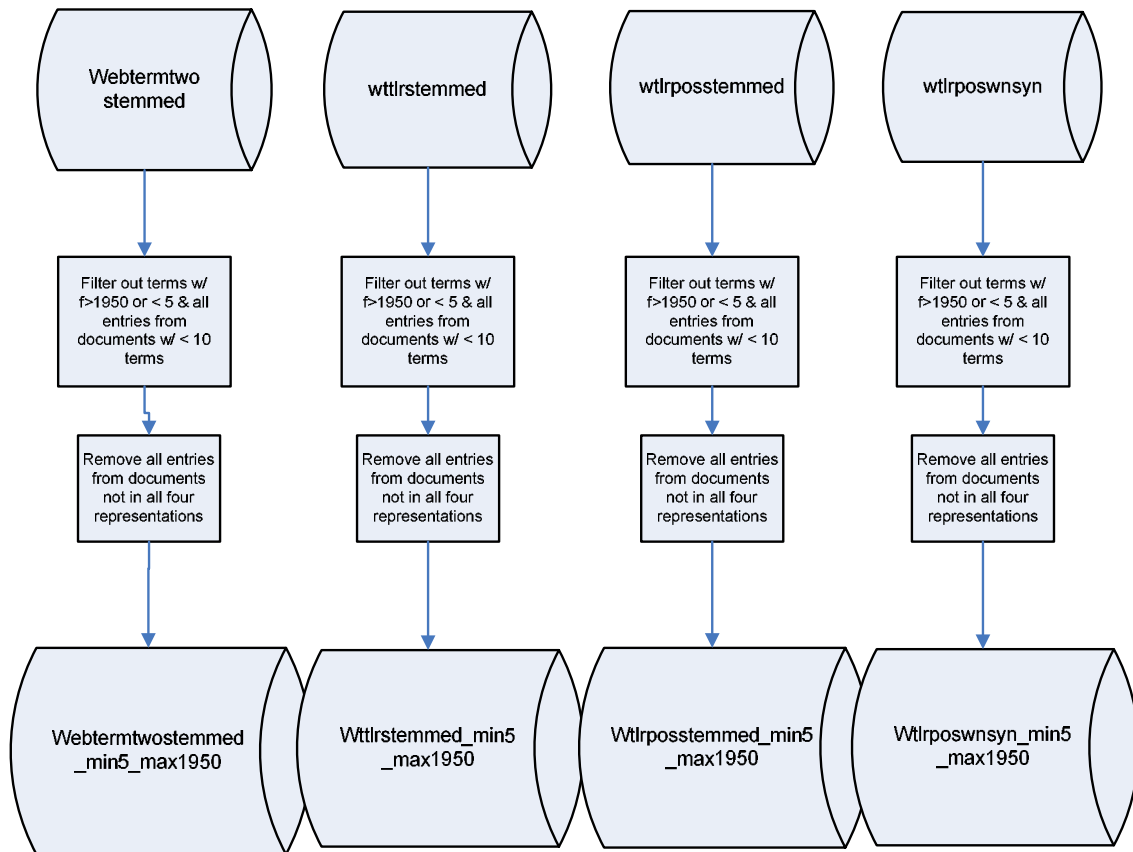 Webtermtwo
stemmed
wttlrstemmed
wtlrposstemmed
wtlrposwnsyn
Filter out terms w/
f>1950 or < 5 & all
entries from
documents w/ < 10
terms
Filter out terms w/
f>1950 or < 5 & all
entries from
documents w/ < 10
terms
Filter out terms w/
f>1950 or < 5 & all
entries from
documents w/ < 10
terms
Filter out terms w/
f>1950 or < 5 & all
entries from
documents w/ < 10
terms
Remove all entries
from documents
not in all four
representations
Remove all entries
from documents
not in all four
representations
Remove all entries
from documents
not in all four
representations
Remove all entries
from documents
not in all four
representations
Webtermtwostemmed
_min5_max1950
Wttlrstemmed_min5
_max1950
Wtlrposstemmed_min5
_max1950
Wtlrposwnsyn_min5
_max1950